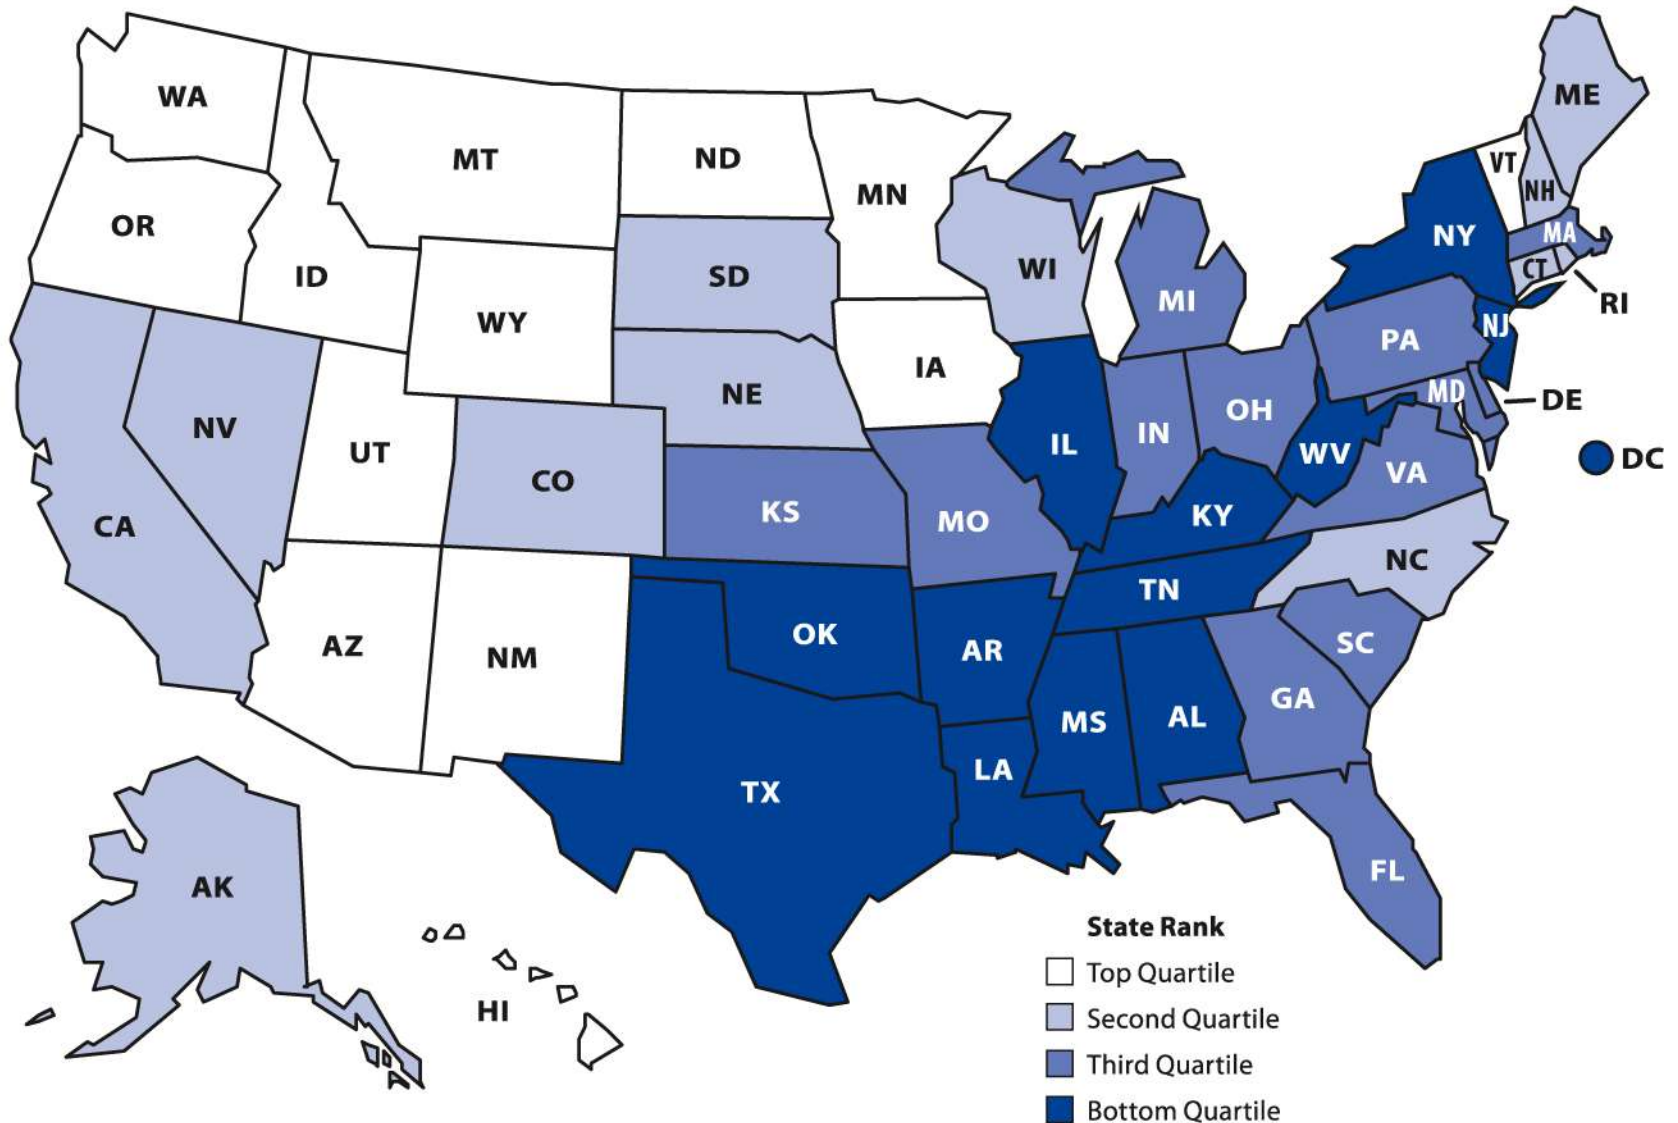 WA
MT
ND
MN
OR
ID
WY
SD
WI
MI
IA
NE
NV
UT
CO
CA
KS
MO
IL
IN
OH
PA
NY
VT
NH
ME
MA
CT
RI
NJ
DE
MD
DC
WV
VA
KY
NC
TN
SC
AZ
NM
OK
AR
MS
AL
GA
LA
TX
FL
AK
HI
State Rank
Top Quartile
Second Quartile
Third Quartile
Bottom Quartile